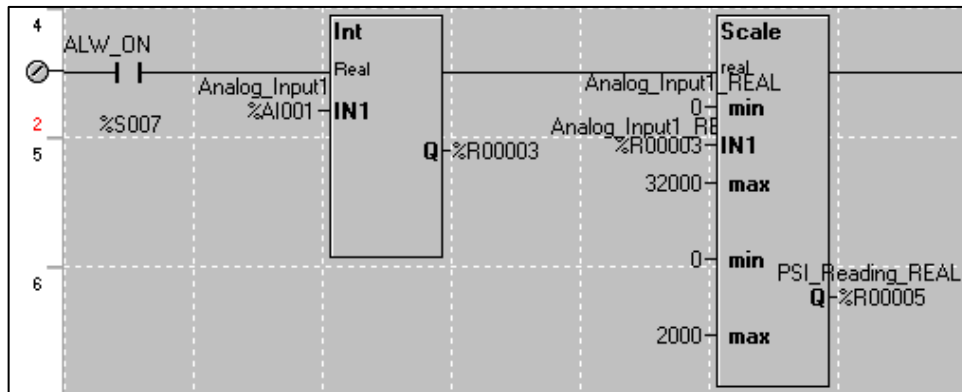 4
ALW_ON
Int
Scale
Real
real
Analog_Input1
Analog_Input1_REAL
%AI001
IN1
0
min
2
%S007
Analog_Input1_RE
5
Q
%R00003
%R00003
IN1
32000
max
0
min
6
PSI_Reading_REAL
Q
%R00005
2000
max